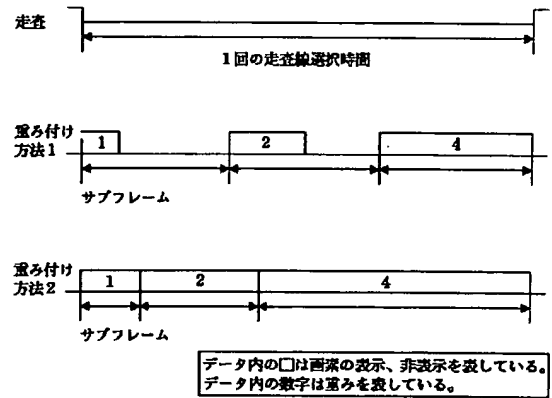 走査
1回の走査線選択時間
重み付け
方法1
1
2
4
サブフレーム
重み付け
方法2
1
2
4
サブフレーム
データ内の□は画素の表示、非表示を表している。
データ内の数字は重みを表している。